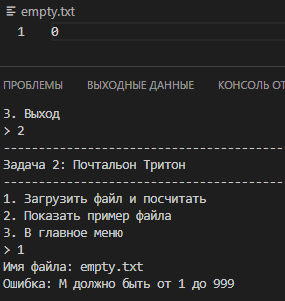 empty.txt
1 0
ПРОБЛЕМЫ ВЫХОДНЫЕ ДАННЫЕ КОНСОЛЬ ОТ
3. Выход
> 2
----------------------------------------
Задача 2: Почтальон Тритон
----------------------------------------
1. Загрузить файл и посчитать
2. Показать пример файла
3. В главное меню
> 1
Имя файла: empty.txt
Ошибка: M должно быть от 1 до 999